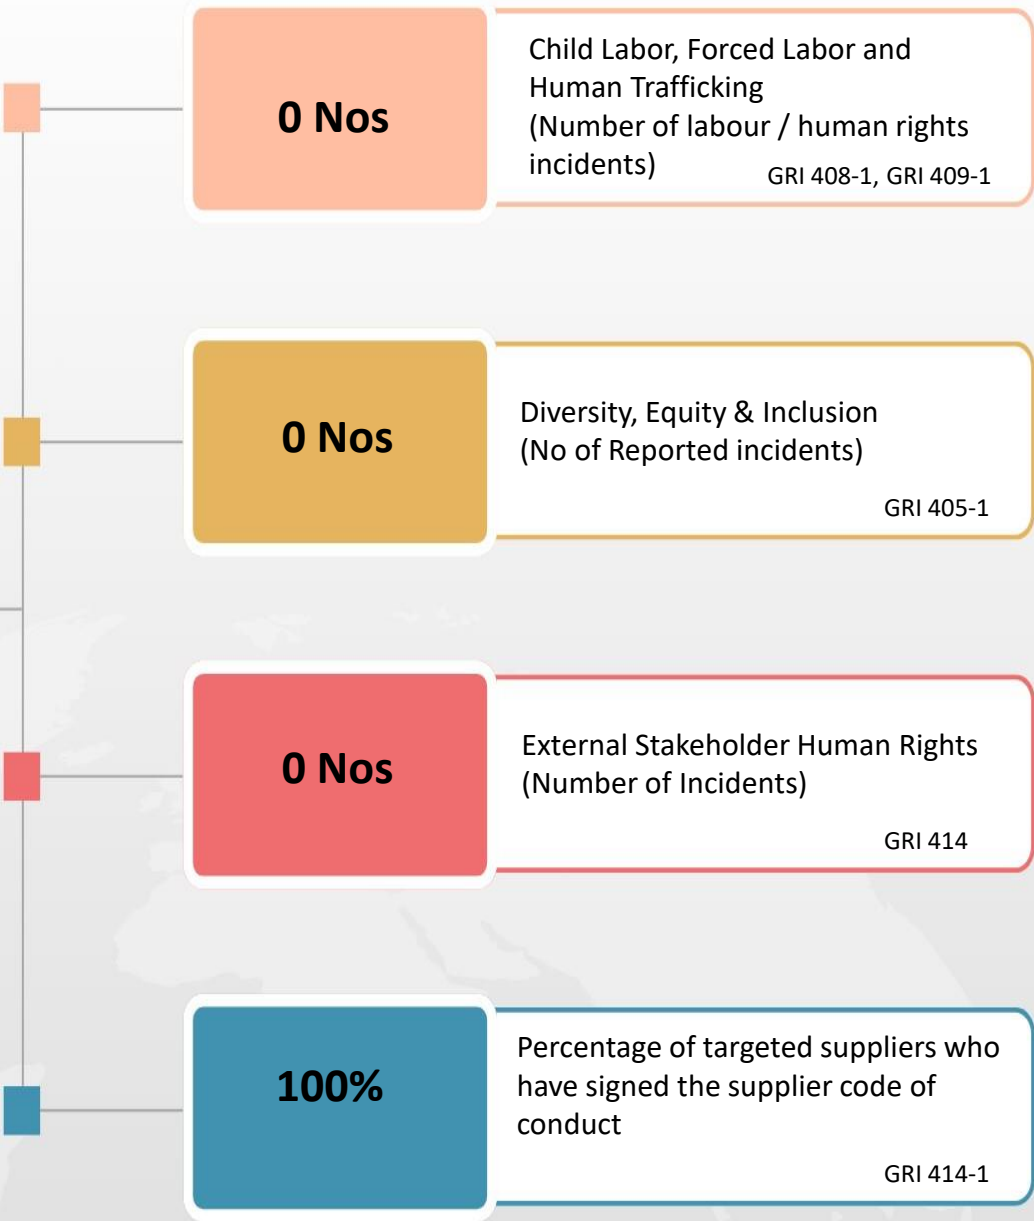 0 Nos
Child Labor, Forced Labor and
Human Trafficking
(Number of labour / human rights
incidents)
GRI 408-1, GRI 409-1
0 Nos
Diversity, Equity & Inclusion
(No of Reported incidents)
GRI 405-1
0 Nos
External Stakeholder Human Rights
(Number of Incidents)
GRI 414
100%
Percentage of targeted suppliers who
have signed the supplier code of
conduct
GRI 414-1